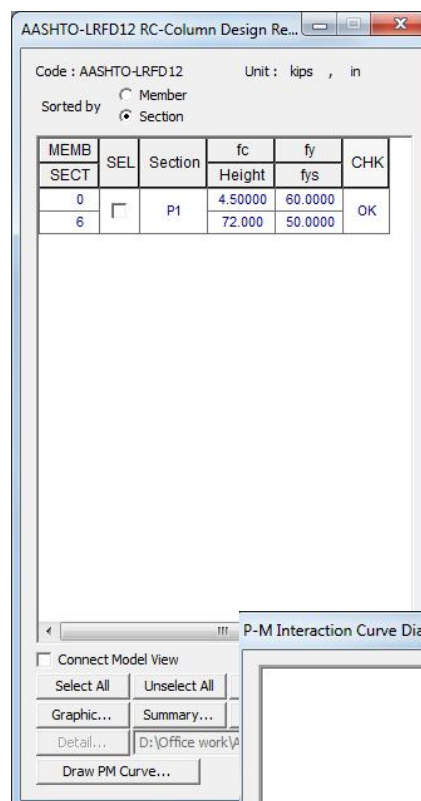 AASHTO-LRFD12 RC-Column Design Re...
Code : AASHTO-LRFD12 Unit : kips , in
Sorted by Member
Section
MEMB SEL Section fc fy CHK
SECT Height fys
0 P1 4.50000 60.0000 OK
6 72.000 50.0000
P-M Interaction Curve Dia
Connect Model View
Select All Unselect All
Graphic... Summary...
Detail... D:\Office work\A
Draw PM Curve...